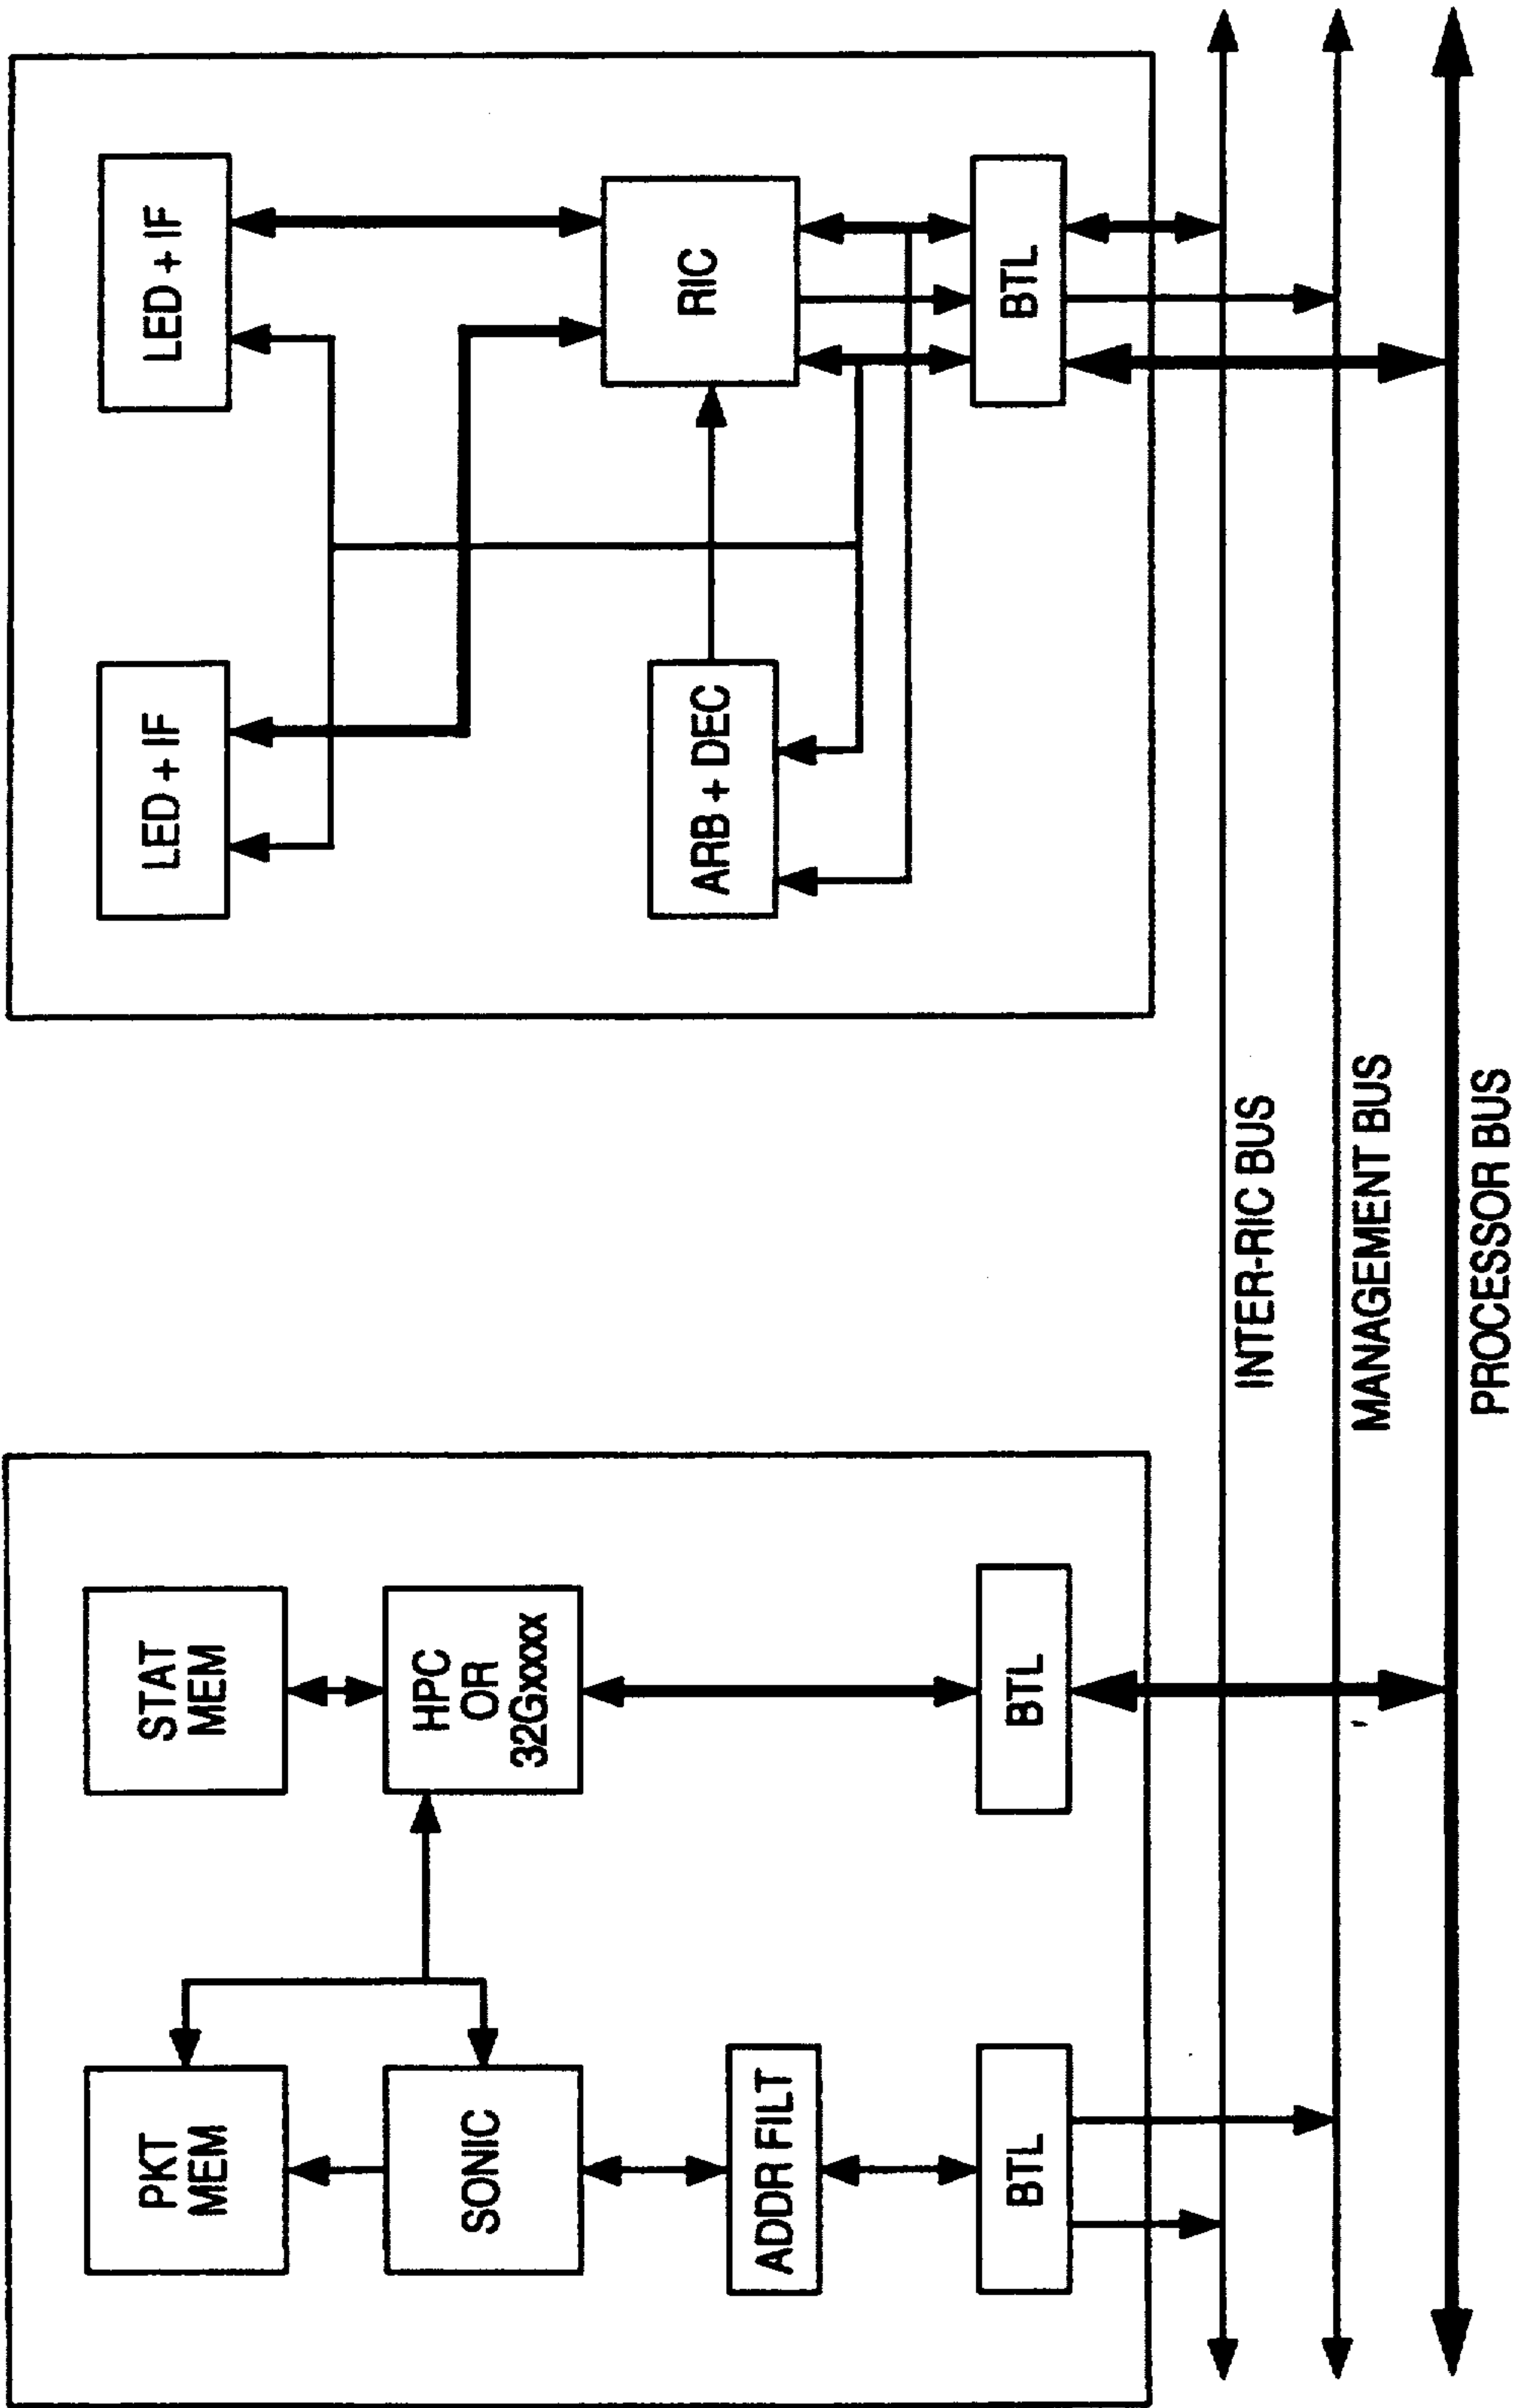 STAT
MEM
HPC
OR
32Gxxxx
BTL
PKT
MEM
SONIC
ADDR FILT
BTL
LED + IF
LED + IF
RIC
ARB + DEC
BTL
INTER-RIC BUS
MANAGEMENT BUS
PROCESSOR BUS